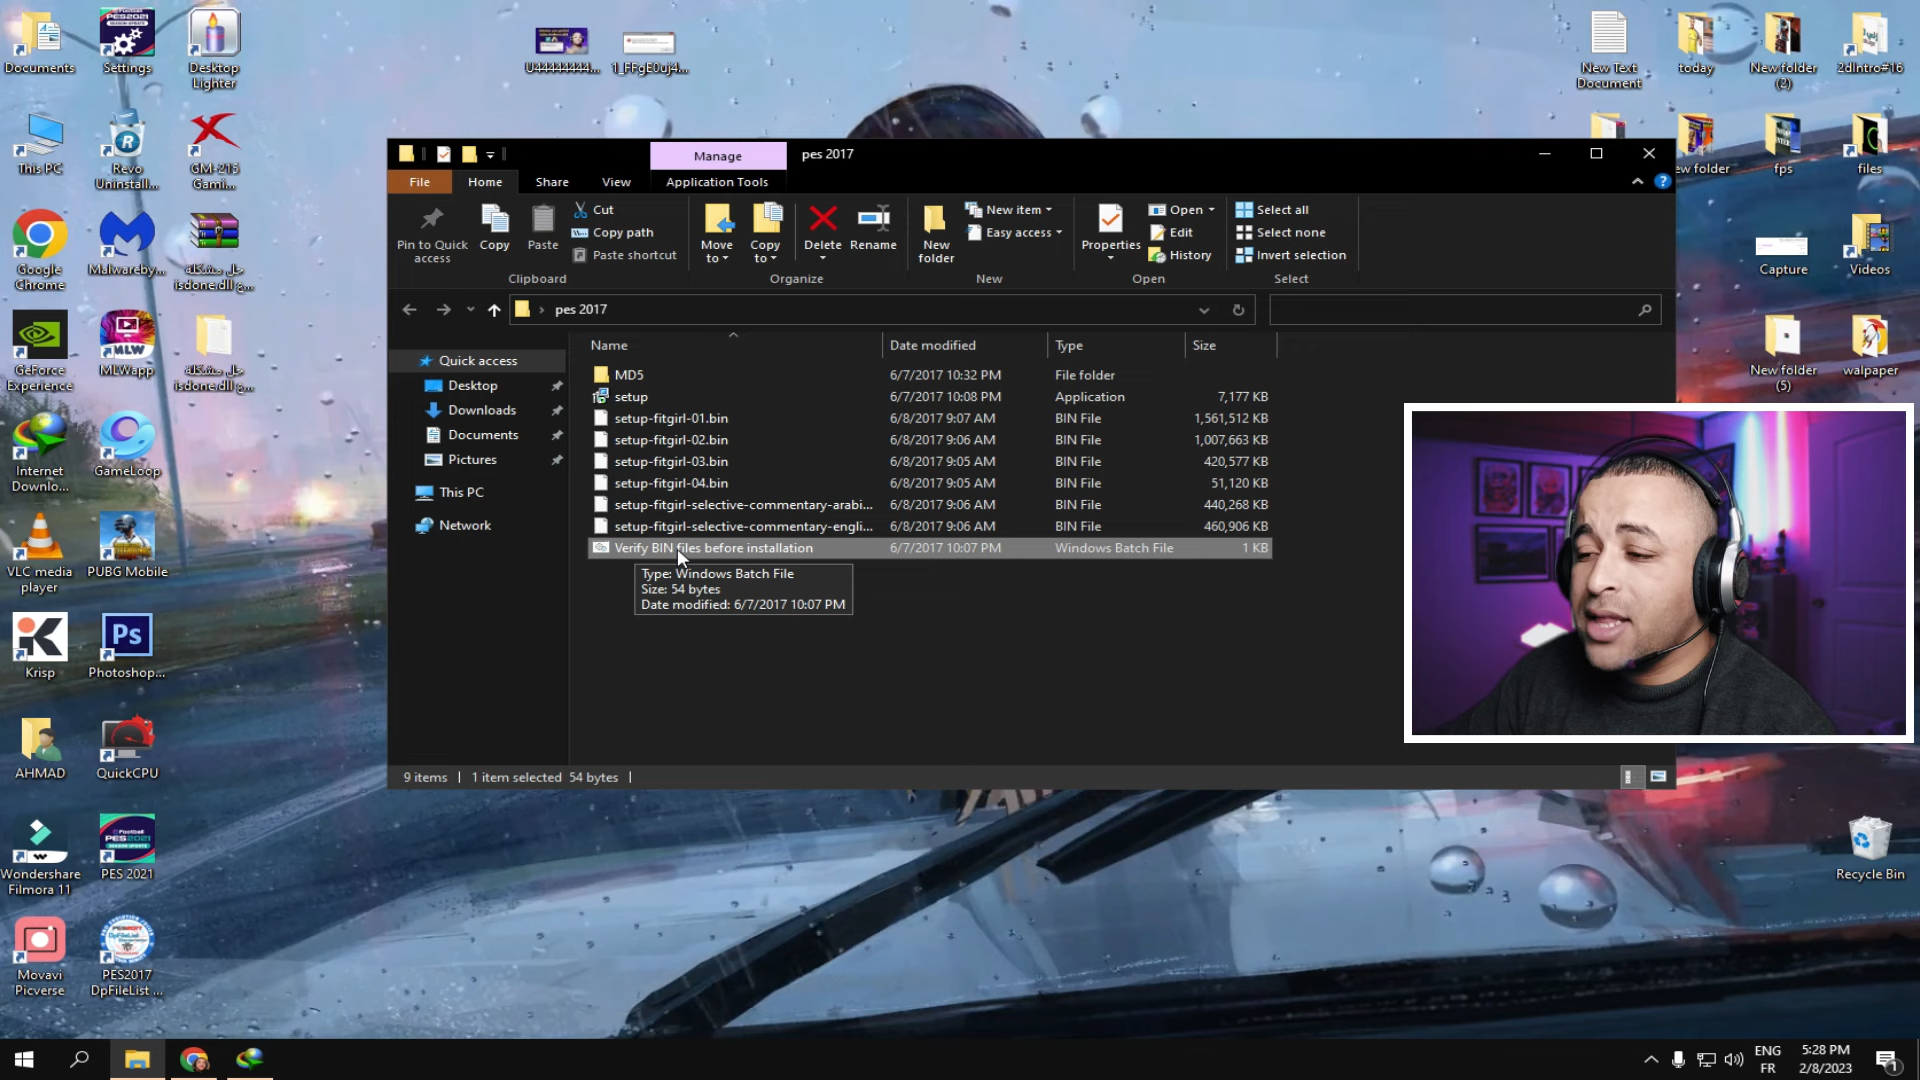 Documents
Settings
Desktop
Lighter
U44444444...
1_FFgE0uj4...
New Text
Document
today
New folder
(2)
2dIntro#16
This PC
Revo
Uninstall...
GM-215
Gami...
ew folder
fps
files
Google
Chrome
Malwareby...
حل مشكلة
isdone.dll ع...
Capture
Videos
GeForce
Experience
MLWapp
حل مشكلة
isdone.dll ع...
New folder
(5)
walpaper
Internet
Downlo...
GameLoop
VLC media
player
PUBG Mobile
Krisp
Photoshop...
AHMAD
QuickCPU
Wondershare
Filmora 11
PES 2021
Movavi
Picverse
PES2017
DpFileList ...
Recycle Bin
Manage
pes 2017
File
Home
Share
View
Application Tools
Pin to Quick
access
Copy
Paste
Cut
Copy path
Paste shortcut
Clipboard
Move
to
Copy
to
Delete
Rename
Organize
New
folder
New item
Easy access
New
Properties
Open
Edit
History
Open
Select all
Select none
Invert selection
Select
pes 2017
Quick access
Desktop
Downloads
Documents
Pictures
This PC
Network
Name Date modified Type Size
MD5 6/7/2017 10:32 PM File folder
setup 6/7/2017 10:08 PM Application 7,177 KB
setup-fitgirl-01.bin 6/8/2017 9:07 AM BIN File 1,561,512 KB
setup-fitgirl-02.bin 6/8/2017 9:06 AM BIN File 1,007,663 KB
setup-fitgirl-03.bin 6/8/2017 9:05 AM BIN File 420,577 KB
setup-fitgirl-04.bin 6/8/2017 9:05 AM BIN File 51,120 KB
setup-fitgirl-selective-commentary-arabi... 6/8/2017 9:06 AM BIN File 440,268 KB
setup-fitgirl-selective-commentary-engli... 6/8/2017 9:06 AM BIN File 460,906 KB
Verify BIN files before installation 6/7/2017 10:07 PM Windows Batch File 1 KB
Type: Windows Batch File
Size: 54 bytes
Date modified: 6/7/2017 10:07 PM
9 items 1 item selected 54 bytes
ENG
FR
5:28 PM
2/8/2023
1